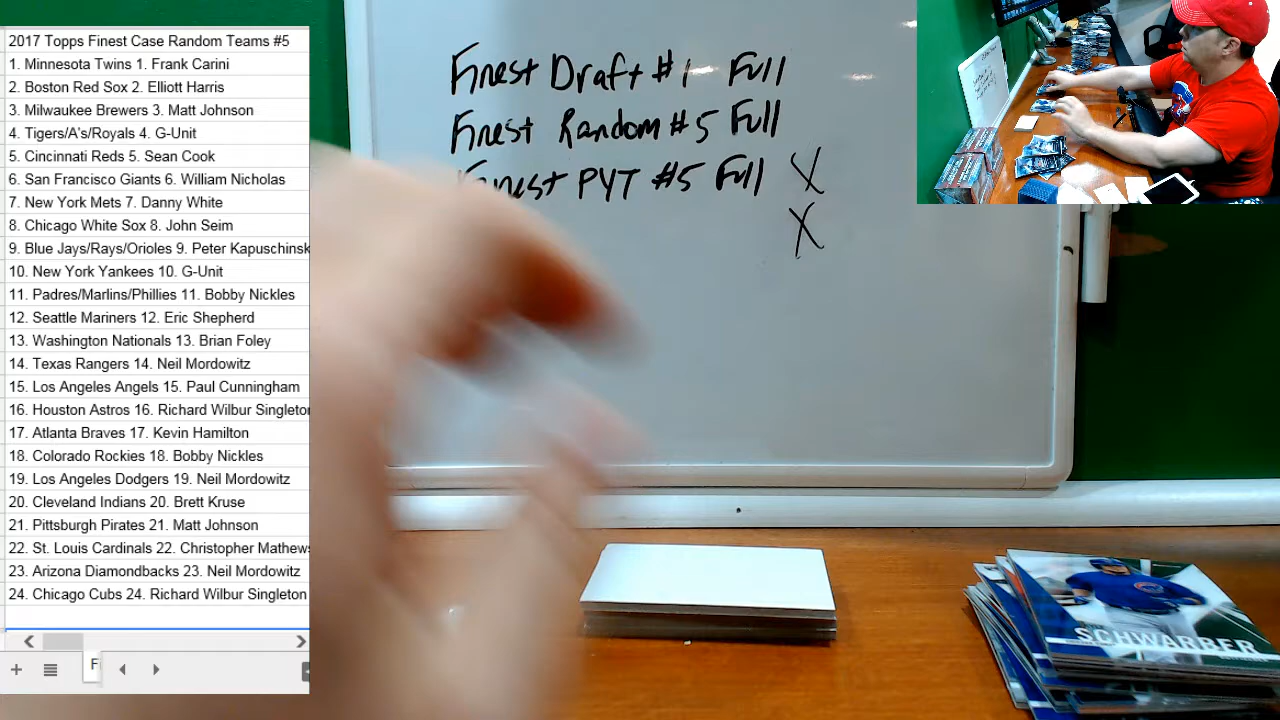 2017 Topps Finest Case Random Teams #5
1. Minnesota Twins 1. Frank Carini
2. Boston Red Sox 2. Elliott Harris
3. Milwaukee Brewers 3. Matt Johnson
4. Tigers/A's/Royals 4. G-Unit
5. Cincinnati Reds 5. Sean Cook
6. San Francisco Giants 6. William Nicholas
7. New York Mets 7. Danny White
8. Chicago White Sox 8. John Seim
9. Blue Jays/Rays/Orioles 9. Peter Kapuschinsk
10. New York Yankees 10. G-Unit
11. Padres/Marlins/Phillies 11. Bobby Nickles
12. Seattle Mariners 12. Eric Shepherd
13. Washington Nationals 13. Brian Foley
14. Texas Rangers 14. Neil Mordowitz
15. Los Angeles Angels 15. Paul Cunningham
16. Houston Astros 16. Richard Wilbur Singleton
17. Atlanta Braves 17. Kevin Hamilton
18. Colorado Rockies 18. Bobby Nickles
19. Los Angeles Dodgers 19. Neil Mordowitz
20. Cleveland Indians 20. Brett Kruse
21. Pittsburgh Pirates 21. Matt Johnson
22. St. Louis Cardinals 22. Christopher Mathews
23. Arizona Diamondbacks 23. Neil Mordowitz
24. Chicago Cubs 24. Richard Wilbur Singleton
F
Finest Draft #1 Full
Finest Random #5 Full
Finest PYT #5 Full X
X
SCHWARBER